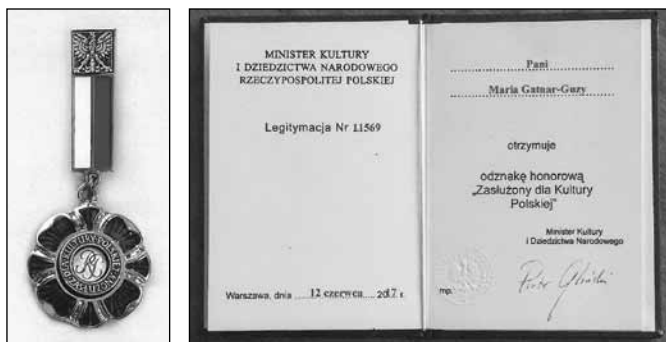 MINISTER KULTURY
I DZIEDZICTWA NARODOWEGO
RZECZYPOSPOLITEJ POLSKIEJ
Legitymacja Nr 11569
Warszawa, dnia 12 czerwca 2017 r.
Pani
Maria Gatnar-Guzy
otrzymuje
odznakę honorową
„Zasłużony dla Kultury
Polskiej”
Minister Kultury
i Dziedzictwa Narodowego
mp.